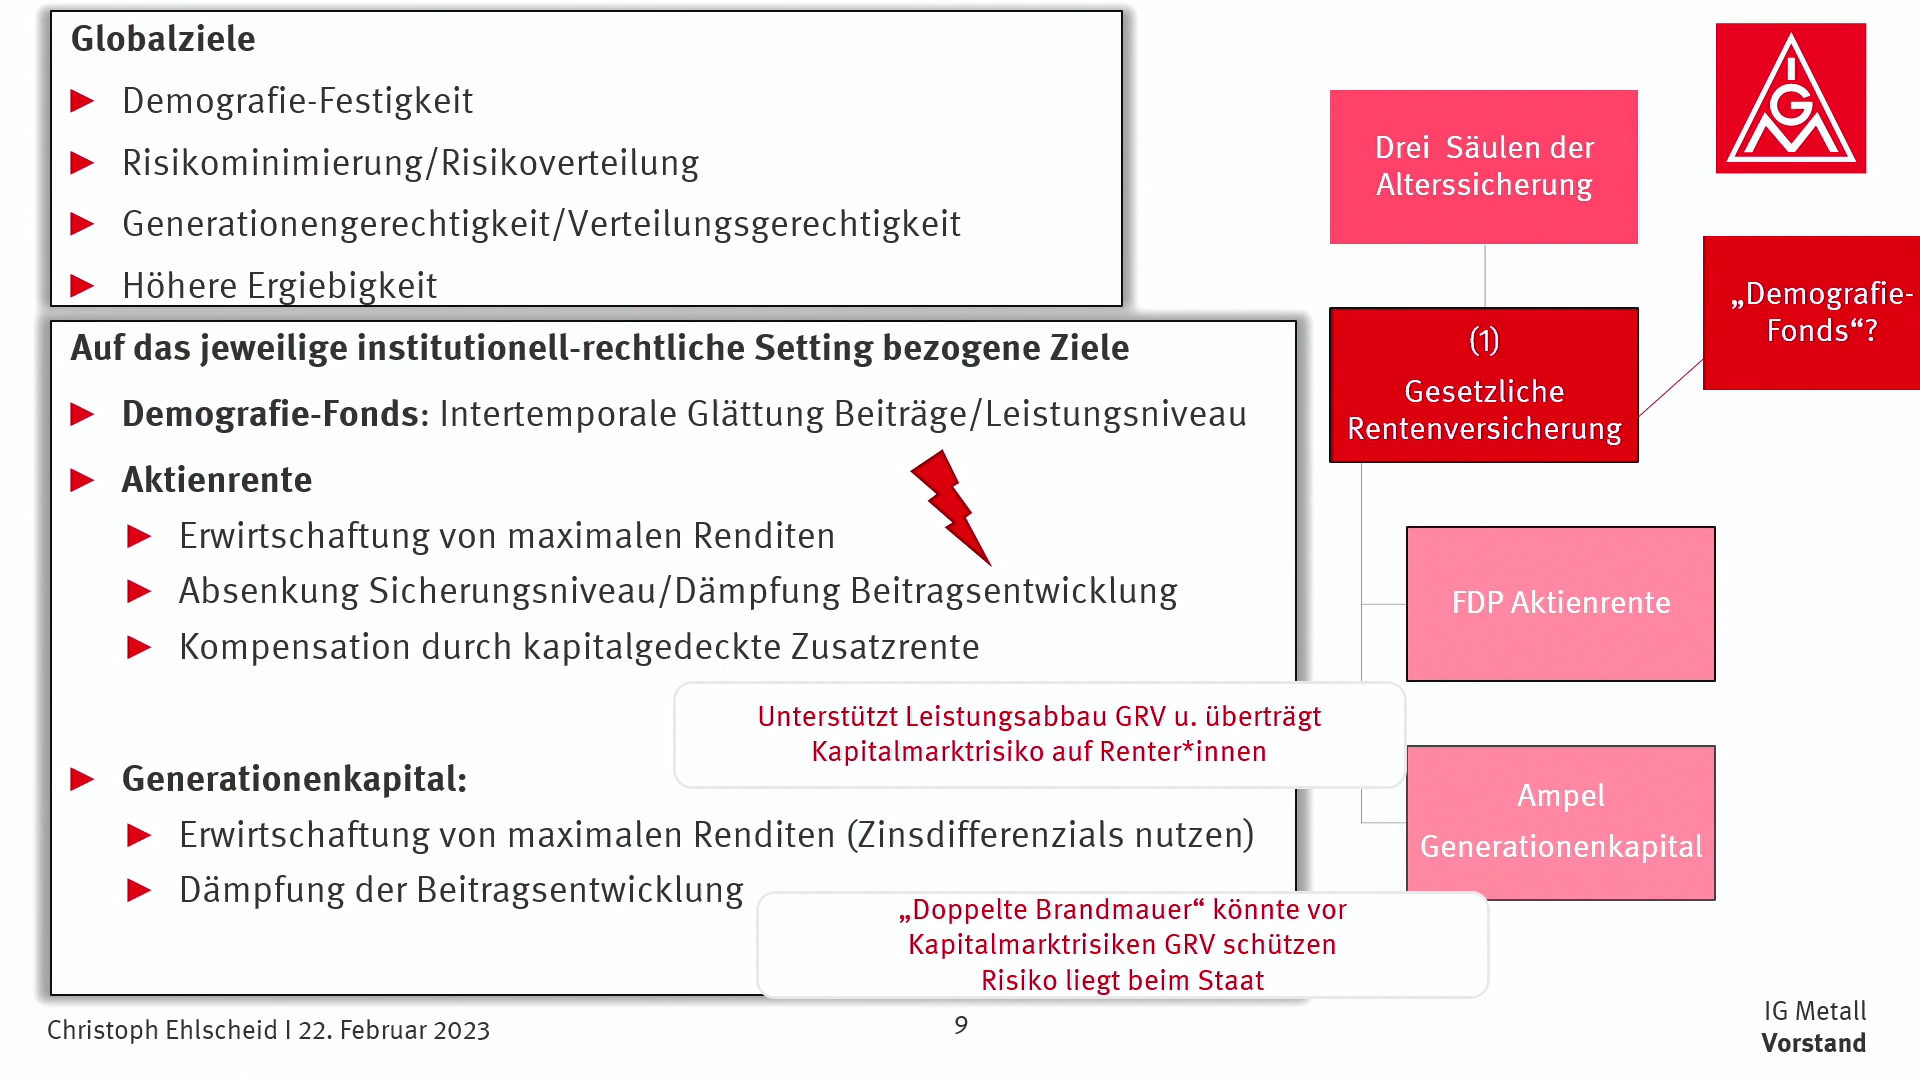 Globalziele
Demografie-Festigkeit
Risikominimierung/Risikoverteilung
Generationengerechtigkeit/Verteilungsgerechtigkeit
Höhere Ergiebigkeit
Auf das jeweilige institutionell-rechtliche Setting bezogene Ziele
Demografie-Fonds: Intertemporale Glättung Beiträge/Leistungsniveau
Aktienrente
Erwirtschaftung von maximalen Renditen
Absenkung Sicherungsniveau/Dämpfung Beitragsentwicklung
Kompensation durch kapitalgedeckte Zusatzrente
Unterstützt Leistungsabbau GRV u. überträgt
Kapitalmarktrisiko auf Renter*innen
Generationenkapital:
Erwirtschaftung von maximalen Renditen (Zinsdifferenzials nutzen)
Dämpfung der Beitragsentwicklung
„Doppelte Brandmauer“ könnte vor
Kapitalmarktrisiken GRV schützen
Risiko liegt beim Staat
Drei Säulen der
Alterssicherung
IGM
„Demografie-
Fonds“?
(1)
Gesetzliche
Rentenversicherung
FDP Aktienrente
Ampel
Generationenkapital
Christoph Ehlscheid I 22. Februar 2023
9
IG Metall
Vorstand